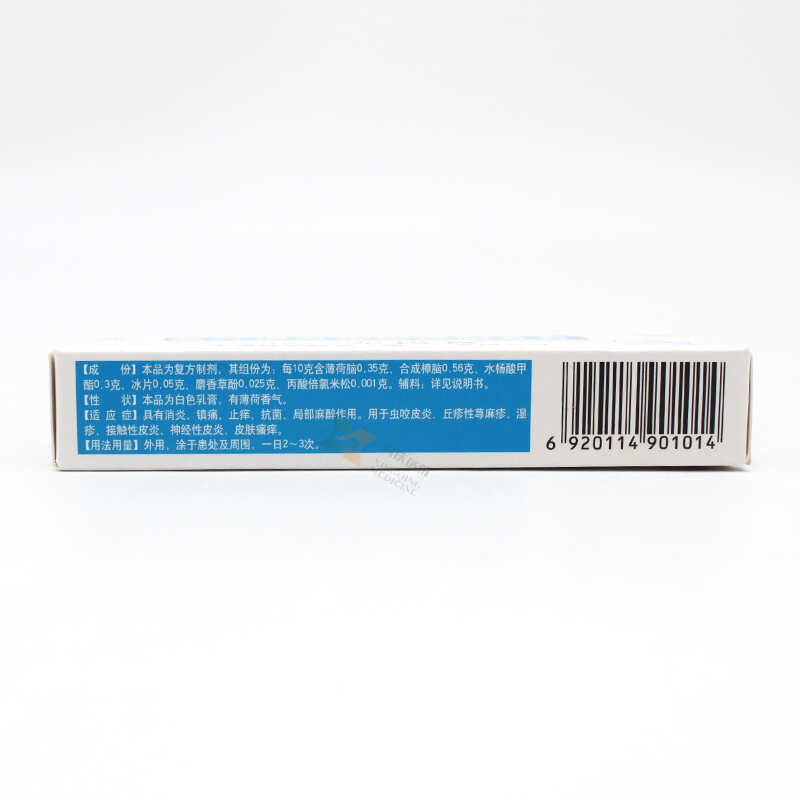 【成　份】本品为复方制剂，其组份为：每10克含薄荷脑0.35克、合成樟脑0.56克、水杨酸甲
酯0.3克、冰片0.05克、麝香草酚0.025克、丙酸倍氯米松0.001克。辅料：详见说明书。
【性　状】本品为白色乳膏，有薄荷香气。
【适 应 症】具有消炎、镇痛、止痒、抗菌、局部麻醉作用。用于虫咬皮炎、丘疹性荨麻疹、湿
疹、接触性皮炎、神经性皮炎、皮肤瘙痒。
【用法用量】外用，涂于患处及周围，一日2～3次。
6 920114 901014
MEDICINE